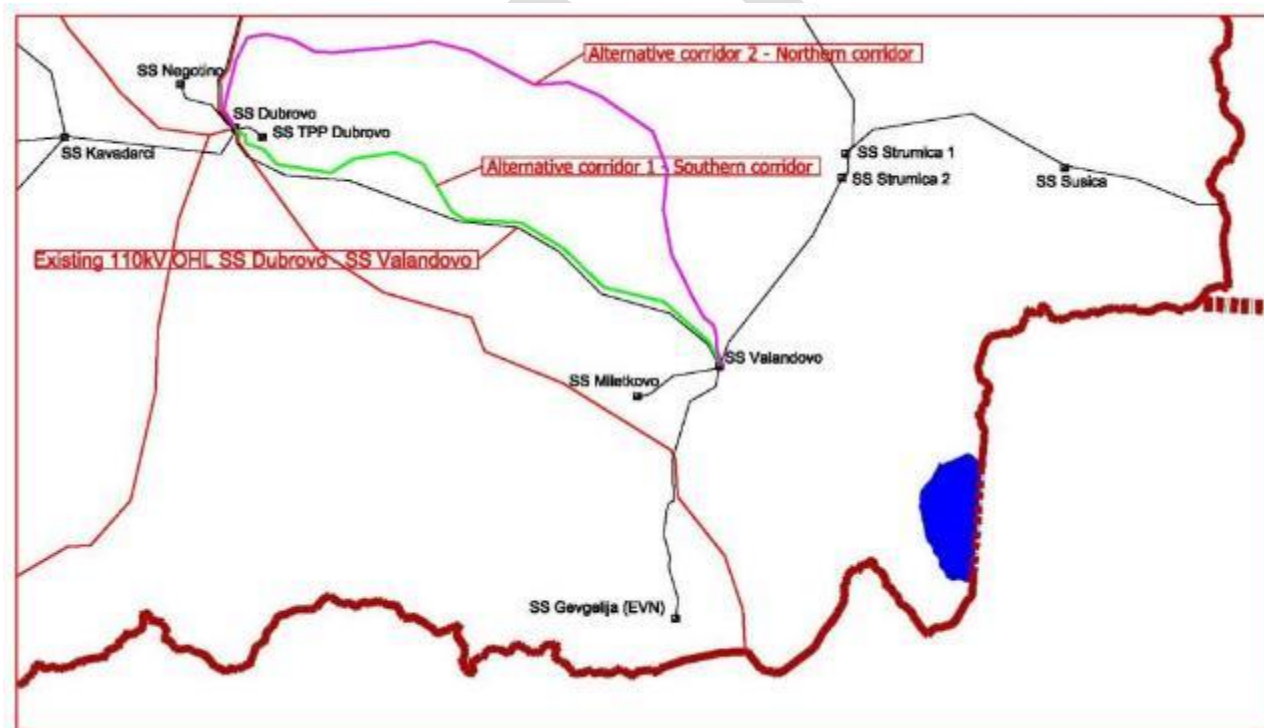 Alternative corridor 2 - Northern corridor
SS Negotino
SS Dubrovo
SS TPP Dubrovo
SS Kavadarci
SS Strumica 1
Alternative corridor 1 - Southern corridor
SS Strumica 2
SS Susica
Existing 110kV OHL SS Dubrovo - SS Valandovo
SS Valandovo
SS Miletkovo
SS Gevgelija (EVN)